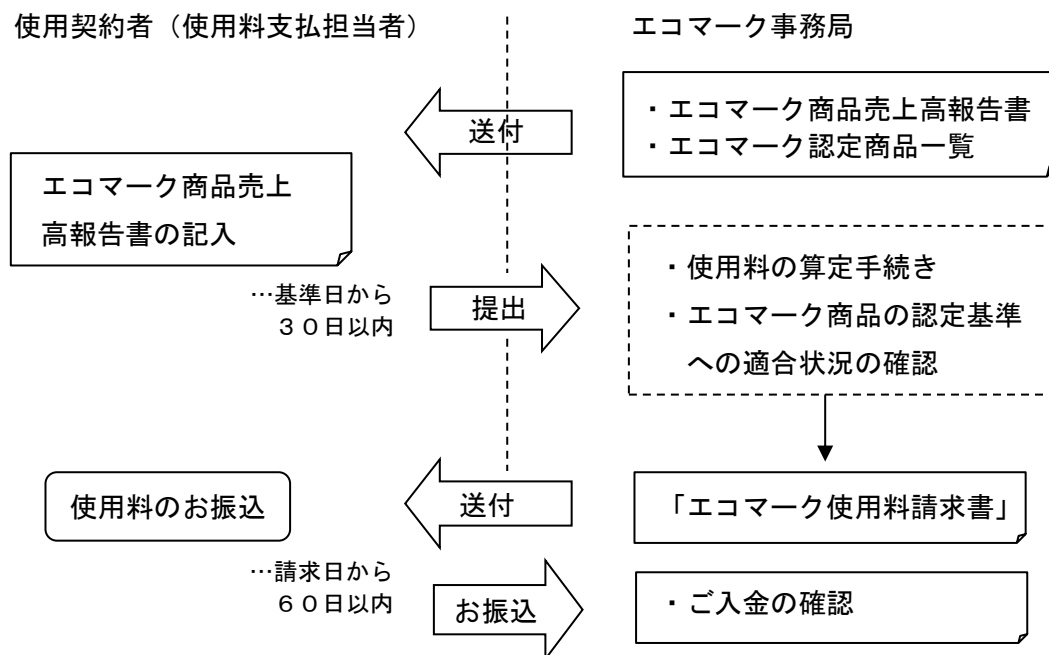 使用契約者（使用料支払担当者）
エコマーク事務局
・エコマーク商品売上高報告書
・エコマーク認定商品一覧
送付
エコマーク商品売上
高報告書の記入
…基準日から
３０日以内
提出
・使用料の算定手続き
・エコマーク商品の認定基準
への適合状況の確認
使用料のお振込
送付
「エコマーク使用料請求書」
…請求日から
６０日以内
お振込
・ご入金の確認